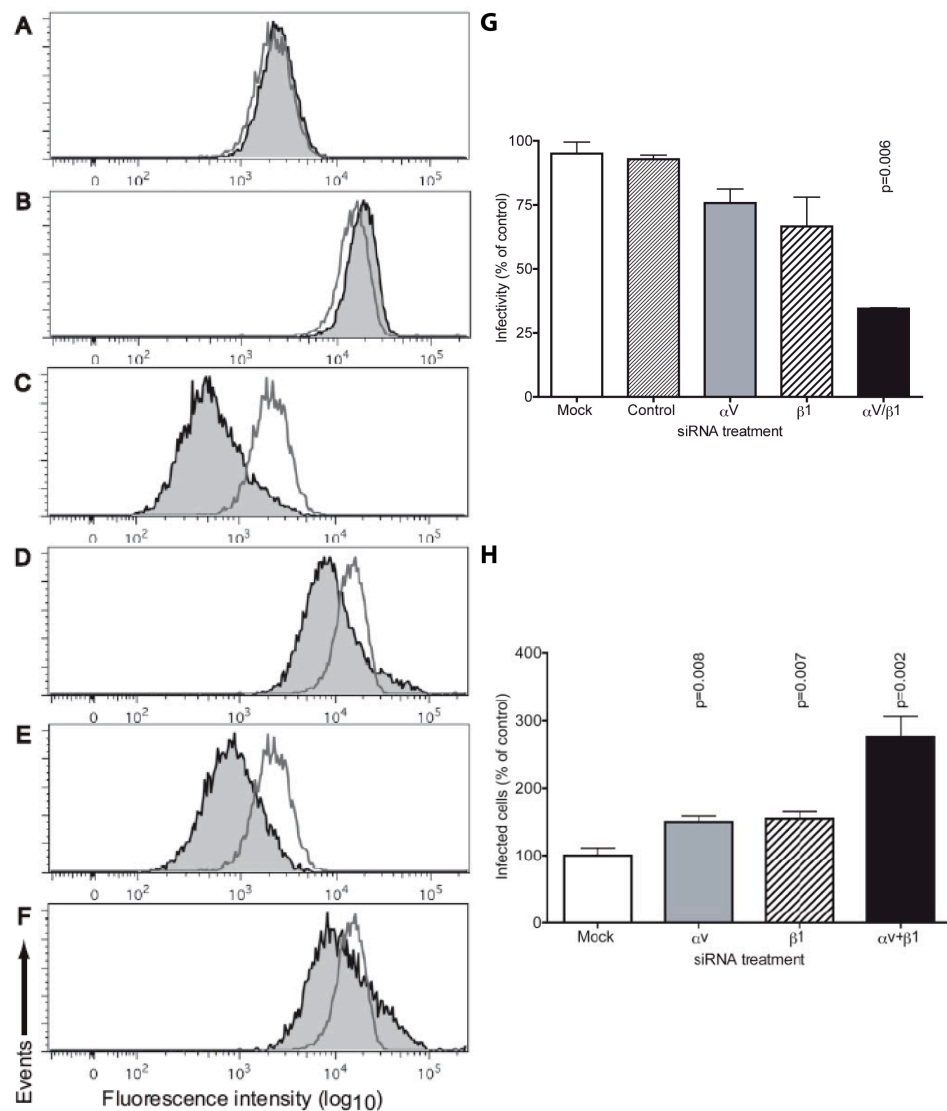 A
0 10² 10³ 10⁴ 10⁵
B
0 10² 10³ 10⁴ 10⁵
C
0 10² 10³ 10⁴ 10⁵
D
0 10² 10³ 10⁴ 10⁵
E
0 10² 10³ 10⁴ 10⁵
F
0 10² 10³ 10⁴ 10⁵
Events
Fluorescence intensity (log10)
G
100
75
50
25
0
Infectivity (% of control)
p=0.006
Mock Control αV β1 αV/β1
siRNA treatment
H
400
300
200
100
0
Infected cells (% of control)
p=0.008
p=0.007
p=0.002
Mock αv β1 αv+β1
siRNA treatment